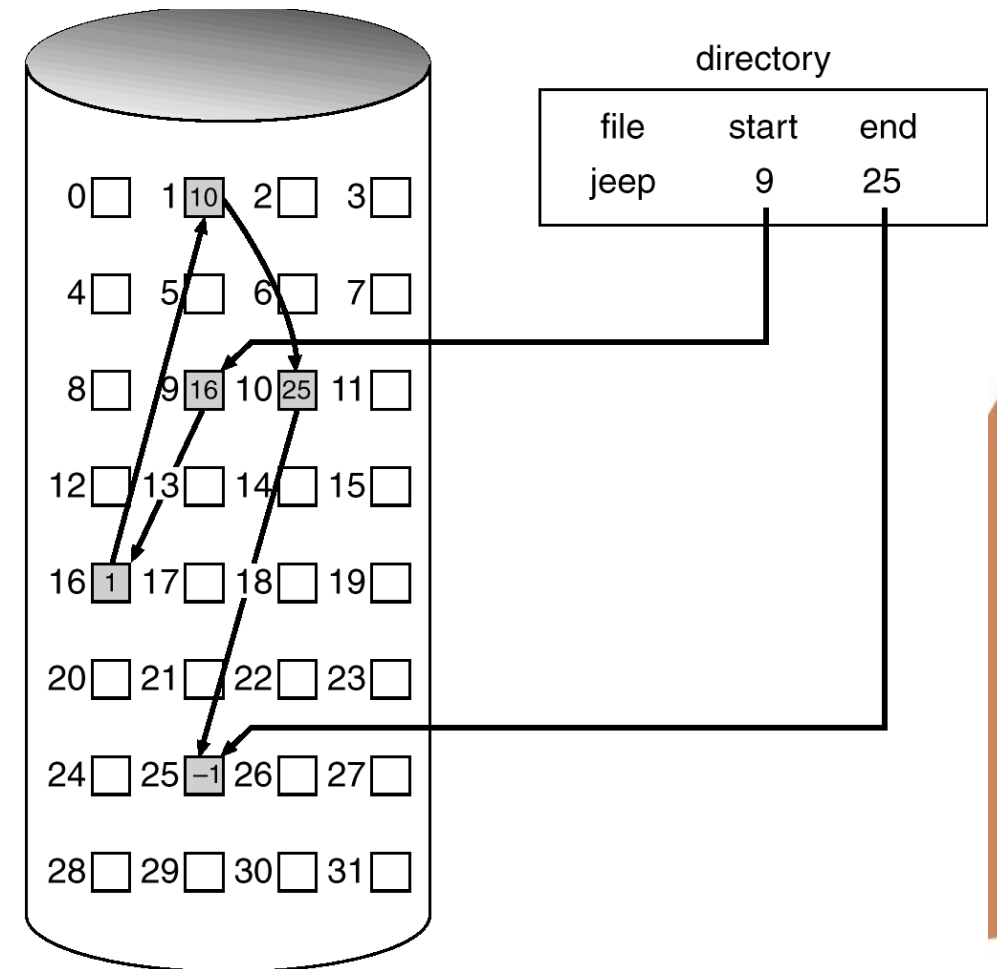 directory
file start end
jeep 9 25
0 1 10 2 3
4 5 6 7
8 9 16 10 25 11
12 13 14 15
16 1 17 18 19
20 21 22 23
24 25 –1 26 27
28 29 30 31